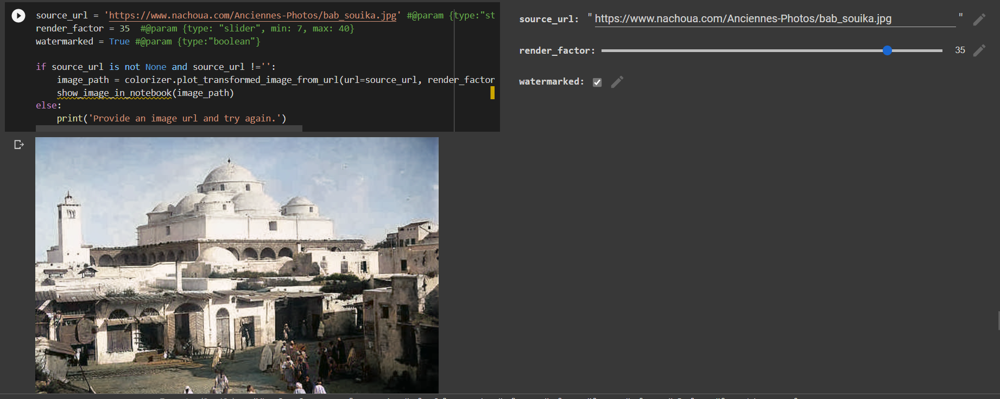 source_url = 'https://www.nachoua.com/Anciennes-Photos/bab_souika.jpg' #@param {type:"st
render_factor = 35  #@param {type: "slider", min: 7, max: 40}
watermarked = True #@param {type:"boolean"}
if source_url is not None and source_url !='':
    image_path = colorizer.plot_transformed_image_from_url(url=source_url, render_factor
    show_image_in_notebook(image_path)
else:
    print('Provide an image url and try again.')
source_url: "https://www.nachoua.com/Anciennes-Photos/bab_souika.jpg"
render_factor: 35
watermarked: